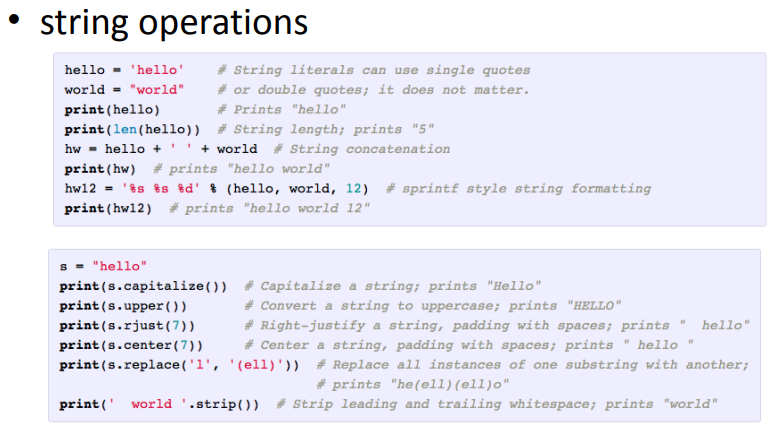 • string operations
hello = 'hello'    # String literals can use single quotes
world = "world"    # or double quotes; it does not matter.
print(hello)       # Prints "hello"
print(len(hello))  # String length; prints "5"
hw = hello + ' ' + world  # String concatenation
print(hw)  # prints "hello world"
hw12 = '%s %s %d' % (hello, world, 12)  # sprintf style string formatting
print(hw12)  # prints "hello world 12"
s = "hello"
print(s.capitalize())  # Capitalize a string; prints "Hello"
print(s.upper())       # Convert a string to uppercase; prints "HELLO"
print(s.rjust(7))      # Right-justify a string, padding with spaces; prints "  hello"
print(s.center(7))     # Center a string, padding with spaces; prints " hello "
print(s.replace('l', '(ell)'))  # Replace all instances of one substring with another;
                                # prints "he(ell)(ell)o"
print('  world '.strip())  # Strip leading and trailing whitespace; prints "world"